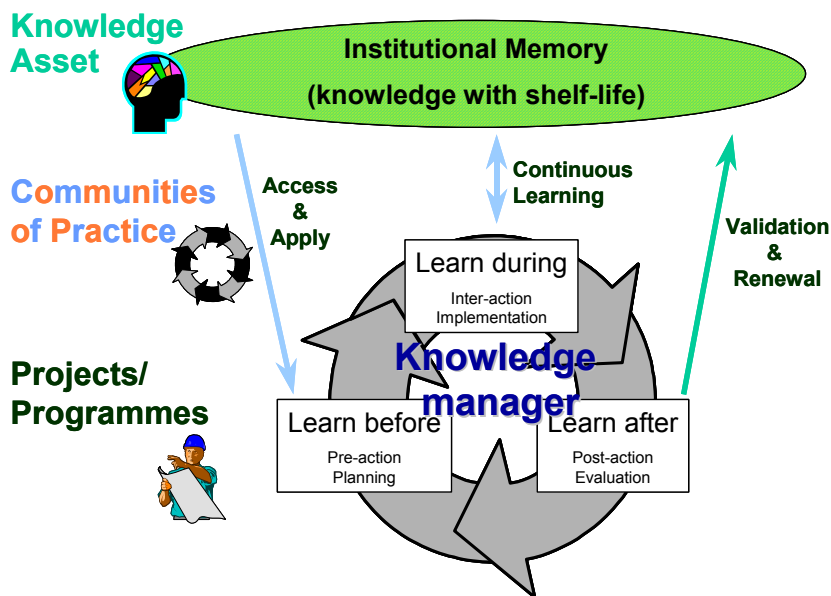 Knowledge
Asset
Institutional Memory
(knowledge with shelf-life)
Communities
of Practice
Access
&
Apply
Continuous
Learning
Validation
&
Renewal
Learn during
Inter-action
Implementation
Knowledge
manager
Projects/
Programmes
Learn before
Pre-action
Planning
Learn after
Post-action
Evaluation